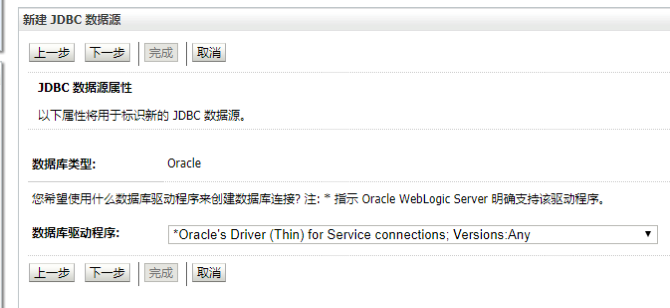 新建 JDBC 数据源
上一步 下一步 完成 取消
JDBC 数据源属性
以下属性将用于标识新的 JDBC 数据源。
数据库类型: Oracle
您希望使用什么数据库驱动程序来创建数据库连接? 注: * 指示 Oracle WebLogic Server 明确支持该驱动程序。
数据库驱动程序: *Oracle's Driver (Thin) for Service connections; Versions:Any
上一步 下一步 完成 取消